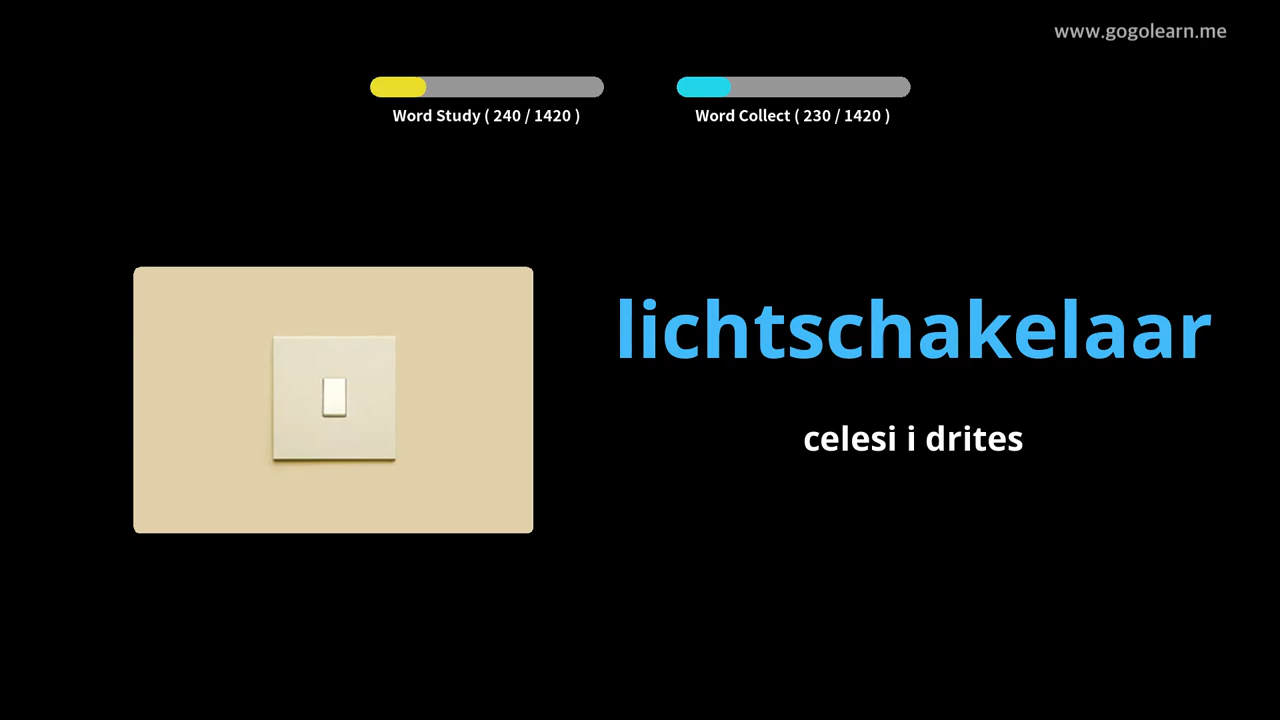 www.gogolearn.me
Word Study ( 240 / 1420 )
Word Collect ( 230 / 1420 )
lichtschakelaar
celesi i drites